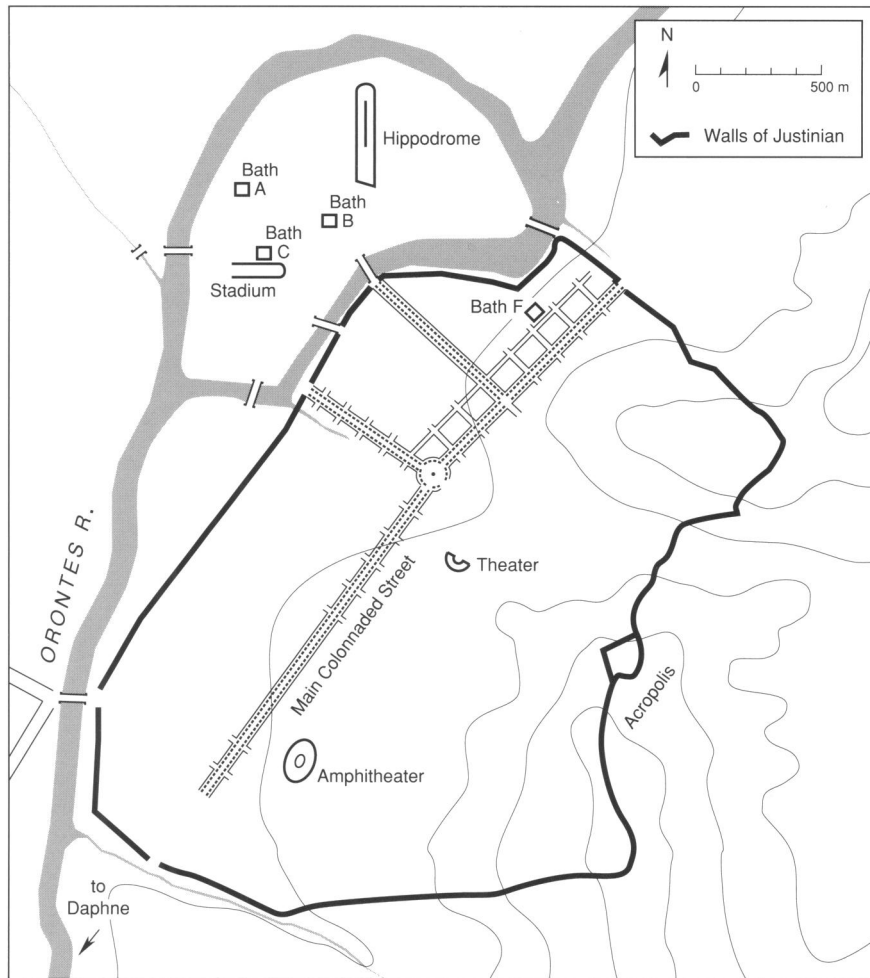 N
0
500 m
Walls of Justinian
Hippodrome
Bath
A
Bath
B
Bath
C
Stadium
Bath F
ORONTES R.
Theater
Main Colonnaded Street
Acropolis
Amphitheater
to
Daphne